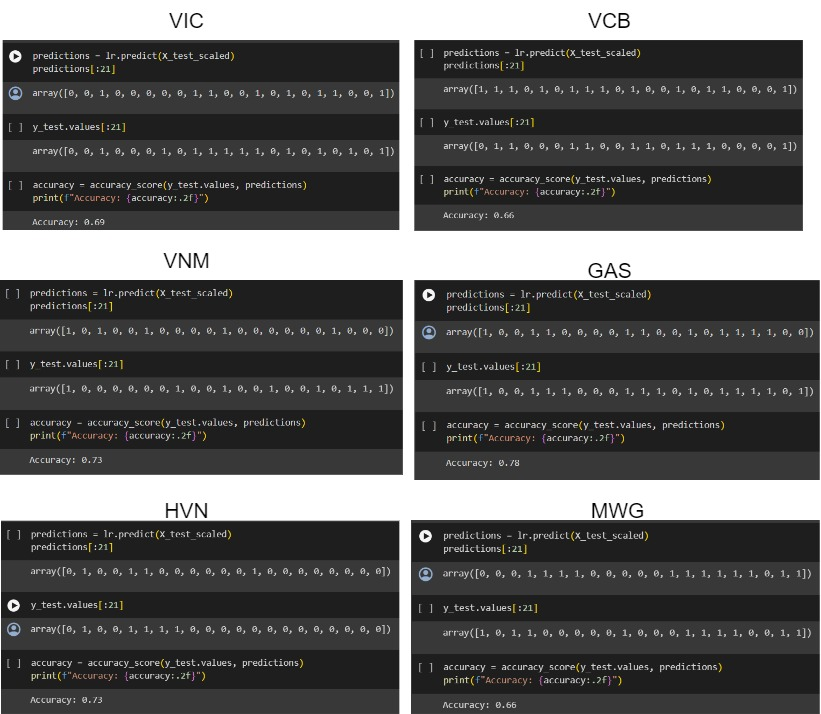 VIC
predictions = lr.predict(X_test_scaled)
predictions[:21]
array([0, 0, 1, 0, 0, 0, 0, 0, 1, 1, 0, 0, 1, 0, 1, 0, 1, 1, 0, 0, 1])
y_test.values[:21]
array([0, 0, 1, 0, 0, 0, 1, 0, 1, 1, 1, 1, 1, 1, 0, 1, 0, 1, 0, 1, 0, 1])
accuracy = accuracy_score(y_test.values, predictions)
print(f"Accuracy: {accuracy:.2f}")
Accuracy: 0.69
VCB
predictions = lr.predict(X_test_scaled)
predictions[:21]
array([1, 1, 1, 0, 1, 0, 1, 1, 1, 0, 1, 0, 0, 1, 0, 1, 1, 0, 0, 0, 1])
y_test.values[:21]
array([0, 1, 1, 0, 0, 0, 1, 1, 0, 0, 1, 1, 0, 1, 1, 1, 0, 0, 0, 0, 1])
accuracy = accuracy_score(y_test.values, predictions)
print(f"Accuracy: {accuracy:.2f}")
Accuracy: 0.66
VNM
predictions = lr.predict(X_test_scaled)
predictions[:21]
array([1, 0, 1, 0, 0, 1, 0, 0, 0, 0, 1, 0, 0, 0, 0, 0, 0, 1, 0, 0, 0])
y_test.values[:21]
array([1, 0, 0, 0, 0, 0, 0, 1, 0, 0, 1, 0, 0, 1, 0, 0, 1, 0, 1, 1, 1])
accuracy = accuracy_score(y_test.values, predictions)
print(f"Accuracy: {accuracy:.2f}")
Accuracy: 0.73
GAS
predictions = lr.predict(X_test_scaled)
predictions[:21]
array([1, 0, 0, 1, 1, 0, 0, 0, 0, 1, 1, 0, 0, 1, 0, 1, 1, 1, 1, 0, 0])
y_test.values[:21]
array([1, 0, 0, 1, 1, 1, 0, 0, 0, 1, 1, 1, 0, 1, 0, 1, 1, 1, 1, 0, 1])
accuracy = accuracy_score(y_test.values, predictions)
print(f"Accuracy: {accuracy:.2f}")
Accuracy: 0.78
HVN
predictions = lr.predict(X_test_scaled)
predictions[:21]
array([0, 1, 0, 0, 1, 1, 0, 0, 0, 0, 0, 0, 1, 0, 0, 0, 0, 0, 0, 0, 0])
y_test.values[:21]
array([0, 1, 0, 0, 1, 1, 1, 1, 0, 0, 0, 0, 0, 0, 0, 0, 0, 0, 0, 0, 0])
accuracy = accuracy_score(y_test.values, predictions)
print(f"Accuracy: {accuracy:.2f}")
Accuracy: 0.73
MWG
predictions = lr.predict(X_test_scaled)
predictions[:21]
array([0, 0, 0, 1, 1, 1, 1, 0, 0, 0, 0, 0, 1, 1, 1, 1, 1, 1, 0, 1, 1])
y_test.values[:21]
array([1, 0, 1, 1, 0, 0, 0, 0, 0, 1, 0, 0, 0, 1, 1, 1, 1, 0, 0, 1, 1])
accuracy = accuracy_score(y_test.values, predictions)
print(f"Accuracy: {accuracy:.2f}")
Accuracy: 0.66